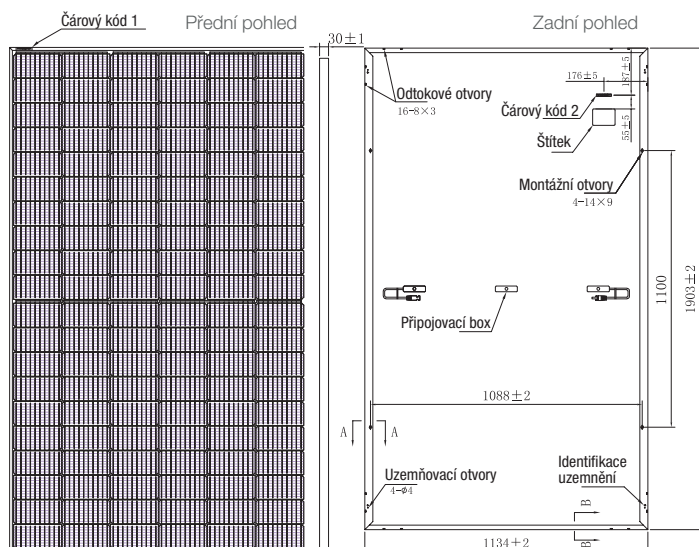 Čárový kód 1
Přední pohled
30±1
Zadní pohled
176±5
187±5
Odtokové otvory
16-8×3
Čárový kód 2
55±5
Štítek
Montážní otvory
4-14×9
1100
1903±2
Připojovací box
1088±2
A
A
Uzemňovací otvory
4-ø4
Identifikace
uzemnění
B
B
1134±2